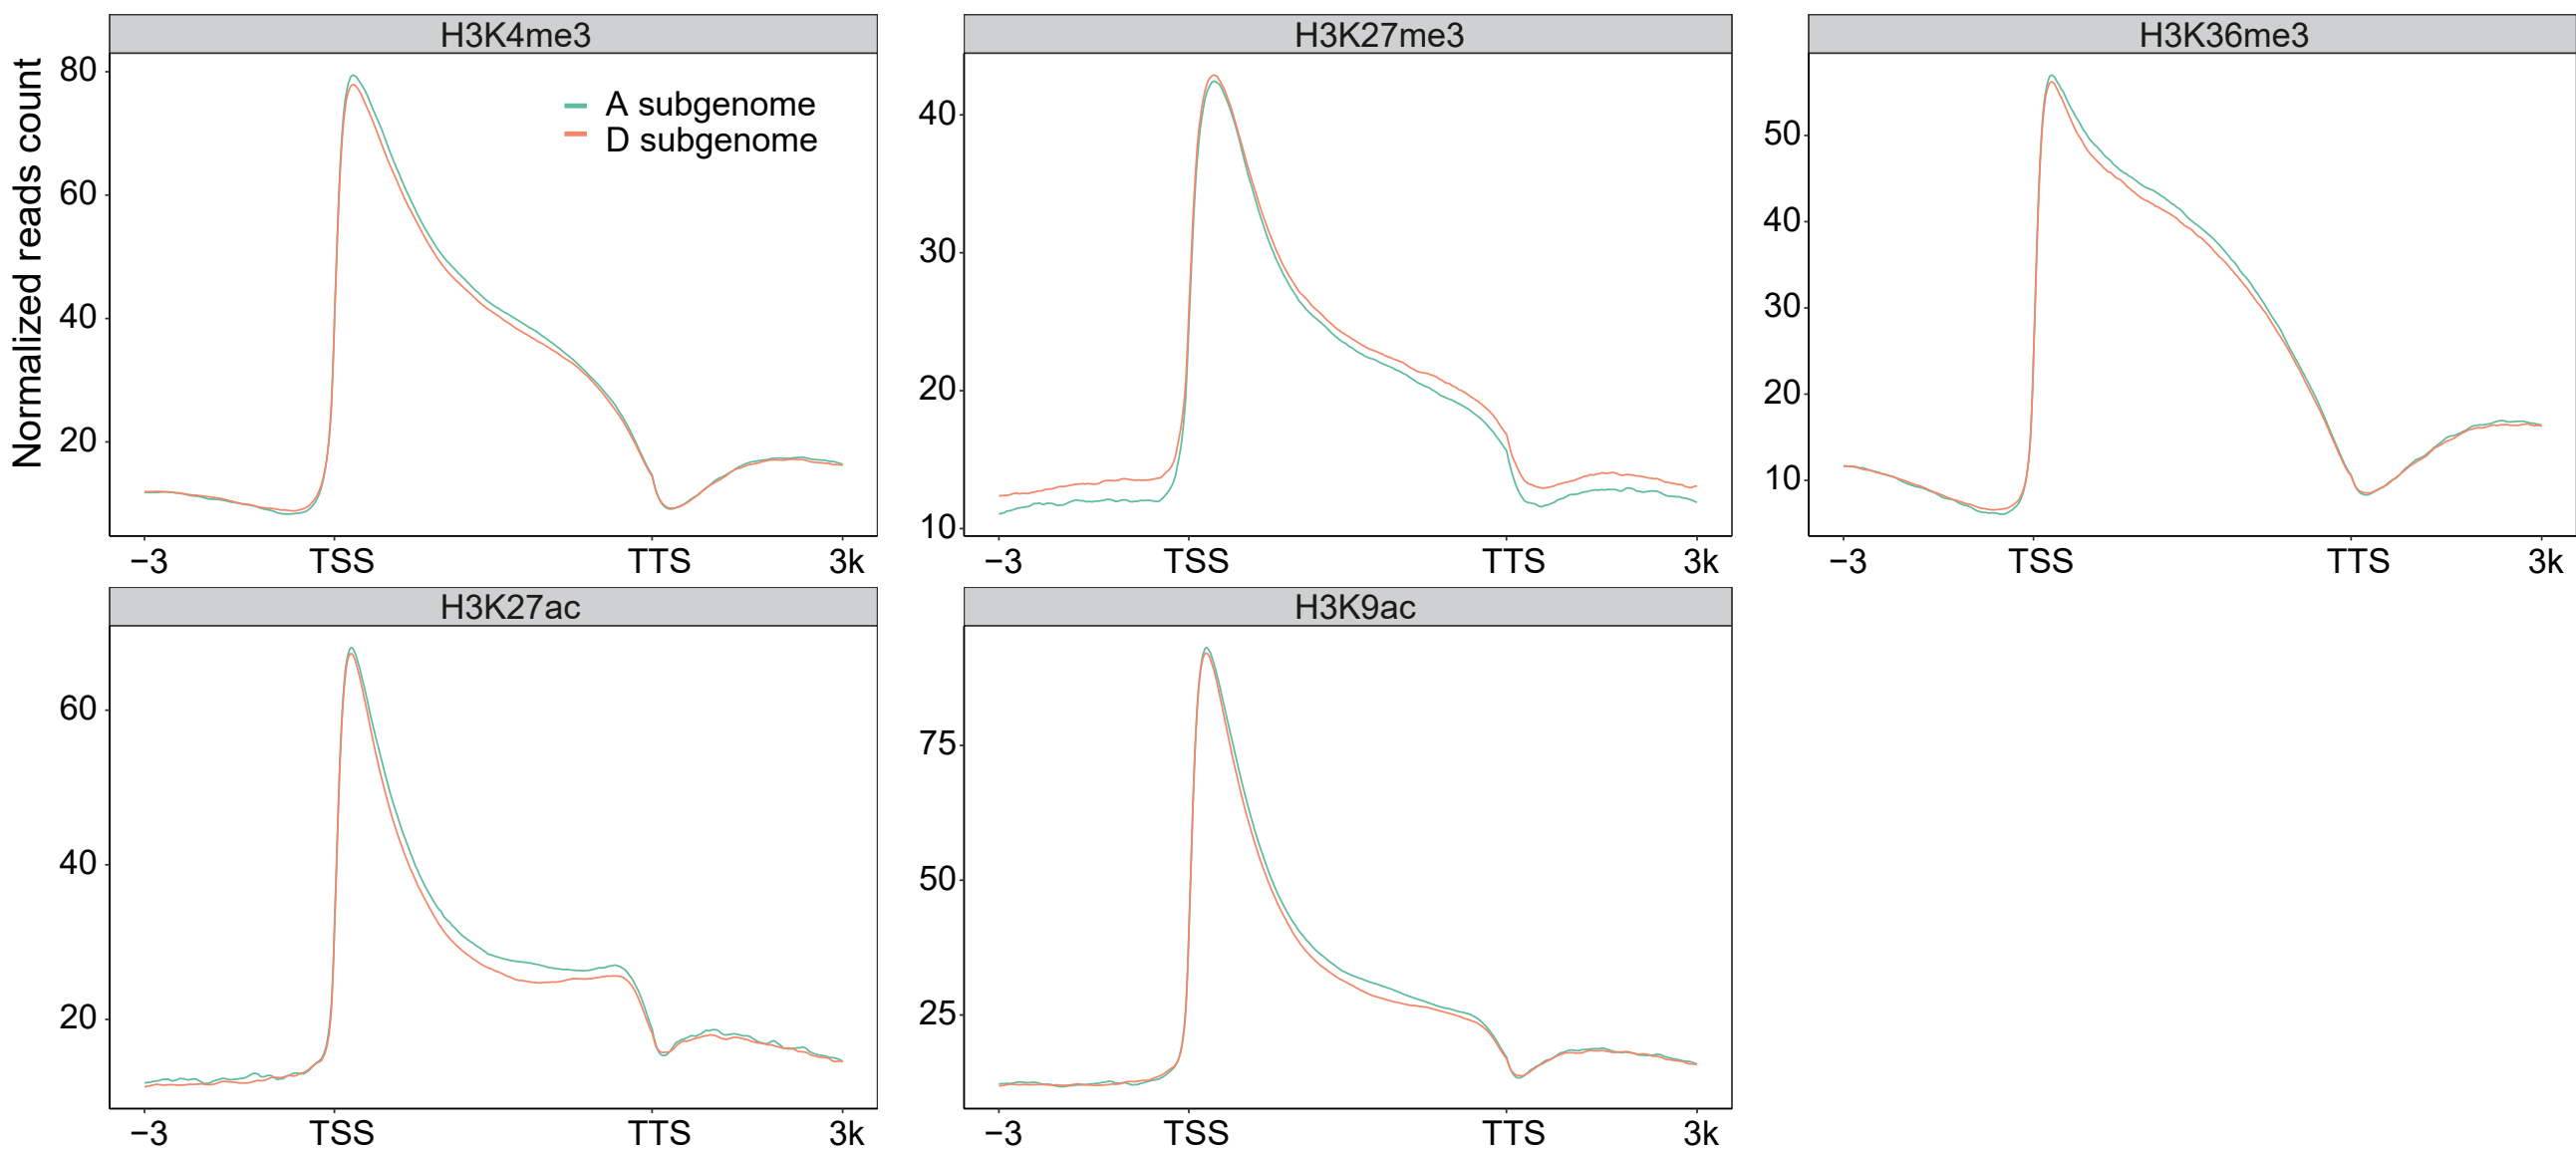 H3K4me3
H3K27me3
H3K36me3
Normalized reads count
80
60
40
20
A subgenome
D subgenome
−3
TSS
TTS
3k
40
30
20
10
−3
TSS
TTS
3k
50
40
30
20
10
−3
TSS
TTS
3k
H3K27ac
H3K9ac
60
40
20
−3
TSS
TTS
3k
75
50
25
−3
TSS
TTS
3k